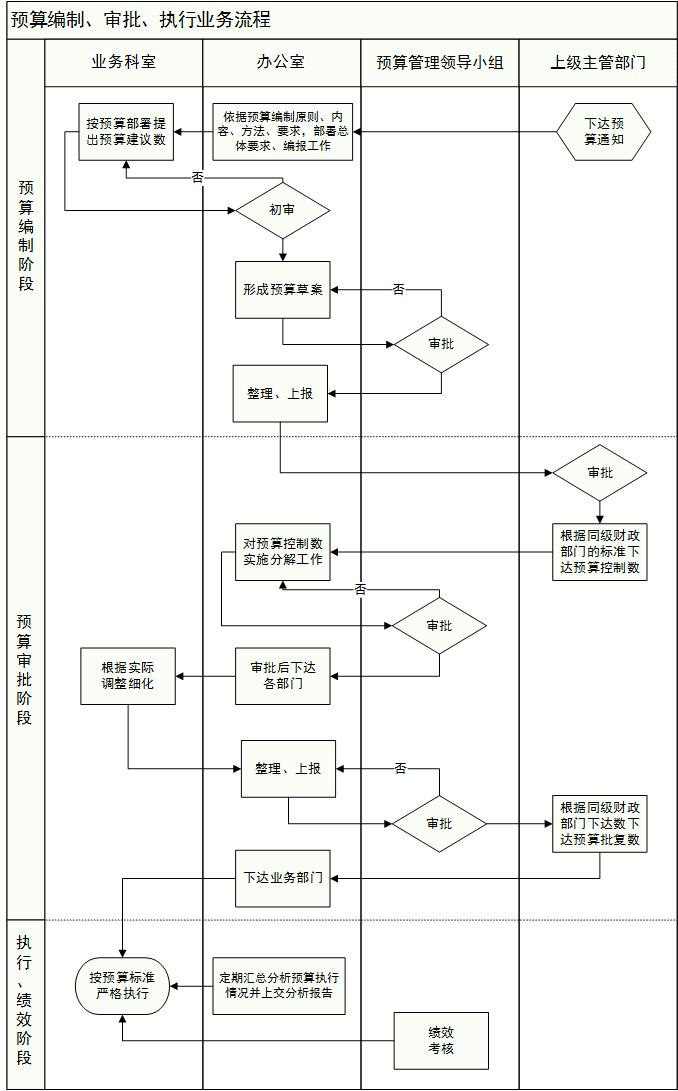 预算编制、审批、执行业务流程
业务科室
办公室
预算管理领导小组
上级主管部门
预算编制阶段
按预算部署提
出预算建议数
依据预算编制原则、内
容、方法、要求，部署总
体要求、编报工作
下达预
算通知
否
初审
形成预算草案
否
审批
整理、上报
预算审批阶段
审批
对预算控制数
实施分解工作
根据同级财政
部门的标准下
达预算控制数
否
审批
根据实际
调整细化
审批后下达
各部门
整理、上报
否
审批
根据同级财政
部门下达数下
达预算批复数
下达业务部门
执行、绩效阶段
按预算标准
严格执行
定期汇总分析预算执行
情况并上交分析报告
绩效
考核